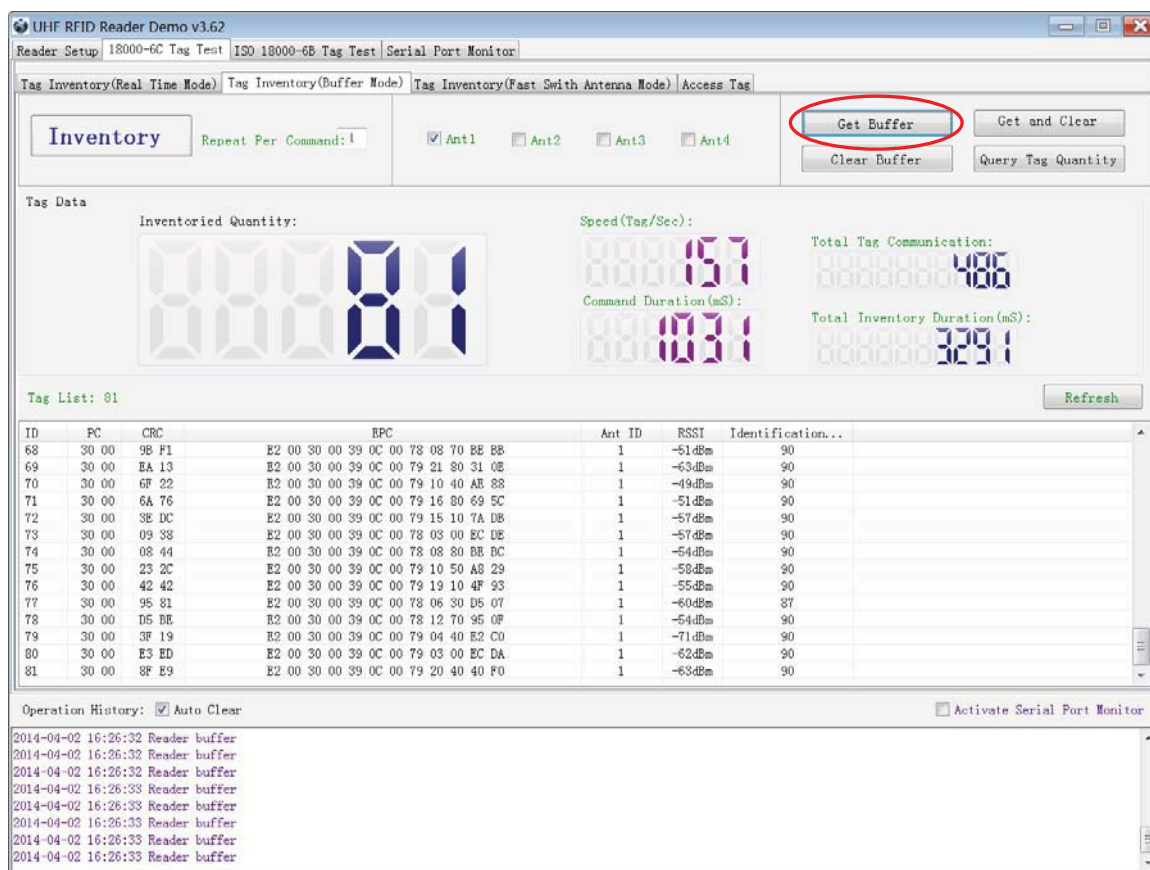 UHF RFID Reader Demo v3.62
Reader Setup 18000-6C Tag Test ISO 18000-6B Tag Test Serial Port Monitor
Tag Inventory(Real Time Mode) Tag Inventory(Buffer Mode) Tag Inventory(Fast Swith Antenna Mode) Access Tag
Inventory Repeat Per Command: 1 Ant1 Ant2 Ant3 Ant4 Get Buffer Get and Clear
Clear Buffer Query Tag Quantity
Tag Data
Inventoried Quantity: Speed(Tag/Sec): Total Tag Communication:
81 157 486
Command Duration(mS): Total Inventory Duration(mS):
1031 3291
Tag List: 81 Refresh
ID PC CRC EPC Ant ID RSSI Identification...
68 30 00 9B F1 E2 00 30 00 39 0C 00 78 08 70 BE BB 1 -51dBm 90
69 30 00 EA 13 E2 00 30 00 39 0C 00 79 21 80 31 0E 1 -63dBm 90
70 30 00 6F 22 E2 00 30 00 39 0C 00 79 10 40 AE 88 1 -49dBm 90
71 30 00 6A 76 E2 00 30 00 39 0C 00 79 16 80 69 5C 1 -51dBm 90
72 30 00 3E DC E2 00 30 00 39 0C 00 79 15 10 7A DB 1 -57dBm 90
73 30 00 09 38 E2 00 30 00 39 0C 00 78 03 00 EC DE 1 -57dBm 90
74 30 00 08 44 E2 00 30 00 39 0C 00 78 08 80 BE BC 1 -54dBm 90
75 30 00 23 2C E2 00 30 00 39 0C 00 79 10 50 A8 29 1 -58dBm 90
76 30 00 42 42 E2 00 30 00 39 0C 00 79 19 10 4F 93 1 -55dBm 90
77 30 00 95 81 E2 00 30 00 39 0C 00 78 06 30 D5 07 1 -60dBm 87
78 30 00 D5 BE E2 00 30 00 39 0C 00 78 12 70 95 0F 1 -54dBm 90
79 30 00 3F 19 E2 00 30 00 39 0C 00 79 04 40 E2 C0 1 -71dBm 90
80 30 00 E3 ED E2 00 30 00 39 0C 00 79 03 00 EC DA 1 -62dBm 90
81 30 00 8F E9 E2 00 30 00 39 0C 00 79 20 40 40 F0 1 -63dBm 90
Operation History: Auto Clear Activate Serial Port Monitor
2014-04-02 16:26:32 Reader buffer
2014-04-02 16:26:32 Reader buffer
2014-04-02 16:26:32 Reader buffer
2014-04-02 16:26:33 Reader buffer
2014-04-02 16:26:33 Reader buffer
2014-04-02 16:26:33 Reader buffer
2014-04-02 16:26:33 Reader buffer
2014-04-02 16:26:33 Reader buffer